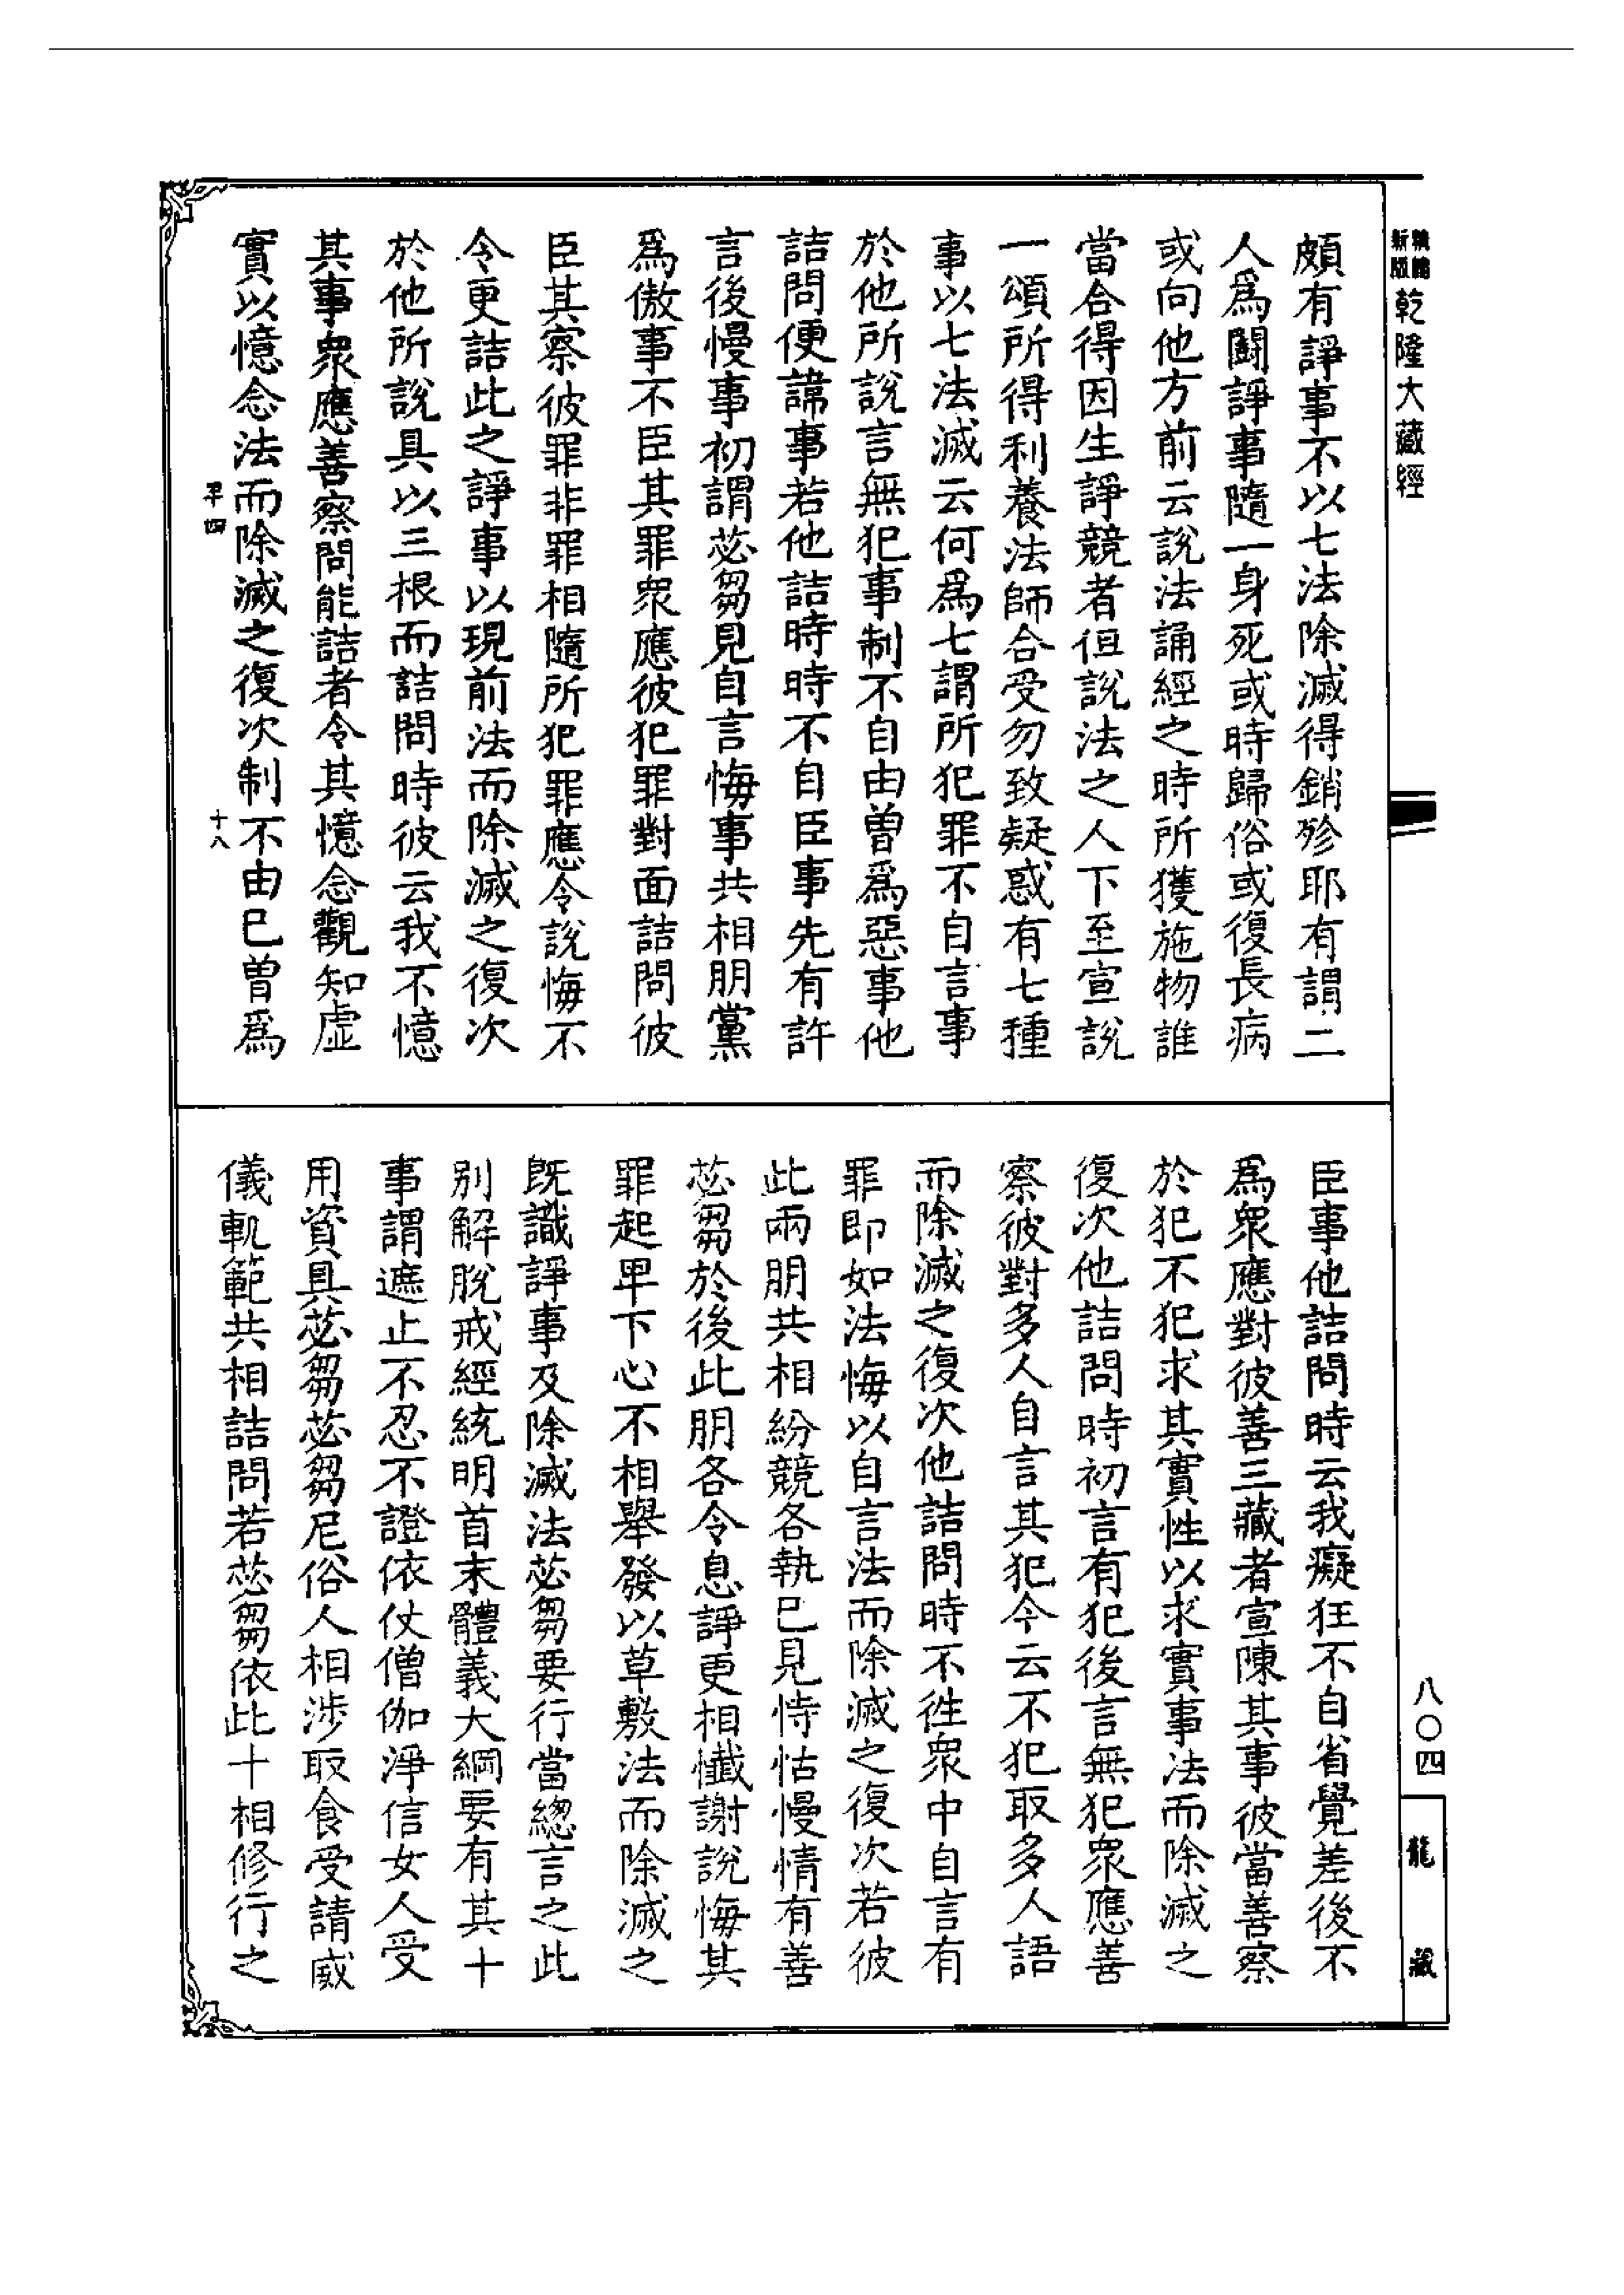 新編縮版
乾隆大藏經
頗有諍事不以七法除滅得銷殄耶有謂二
人爲鬬諍事隨一身死或時歸俗或復長病
或向他方前云說法誦經之時所獲施物誰
當合得因生諍競者但說法之人下至宣說
一頌所得利養法師合受勿致疑惑有七種
事以七法滅云何爲七謂所犯罪不自言事
於他所說言無犯事制不自由曾爲惡事他
詰問便諱事若他詰時時不自臣事先有許
言後慢事初謂苾芻見自言悔事共相朋黨
爲傲事不臣其罪衆應彼犯罪對面詰問彼
臣其察彼罪非罪相隨所犯罪應令說悔不
令更詰此之諍事以現前法而除滅之復次
於他所說具以三根而詰問時彼云我不憶
其事衆應善察問能詰者令其憶念觀知虛
實以憶念法而除滅之復次制不由已曾爲
四十
十八
臣事他詰問時云我癡狂不自省覺差後不
爲衆應對彼善三藏者宣陳其事彼當善察
於犯不犯求其實性以求實事法而除滅之
復次他詰問時初言有犯後言無犯衆應善
察彼對多人自言其犯今云不犯取多人語
而除滅之復次他詰問時不徃衆中自言有
罪即如法悔以自言法而除滅之復次若彼
此兩朋共相紛競各執已見恃怙慢情有善
苾芻於後此朋各令息諍更相懺謝說悔其
罪起早下心不相舉發以草敷法而除滅之
旣識諍事及除滅法苾芻要行當緫言之此
別解脫戒經統明首末體義大綱要有其十
事謂遮止不忍不證依仗僧伽淨信女人受
用資具苾芻苾芻尼俗人相涉取食受請威
儀軌範共相詰問若苾芻依此十相修行之
八〇四
龍藏